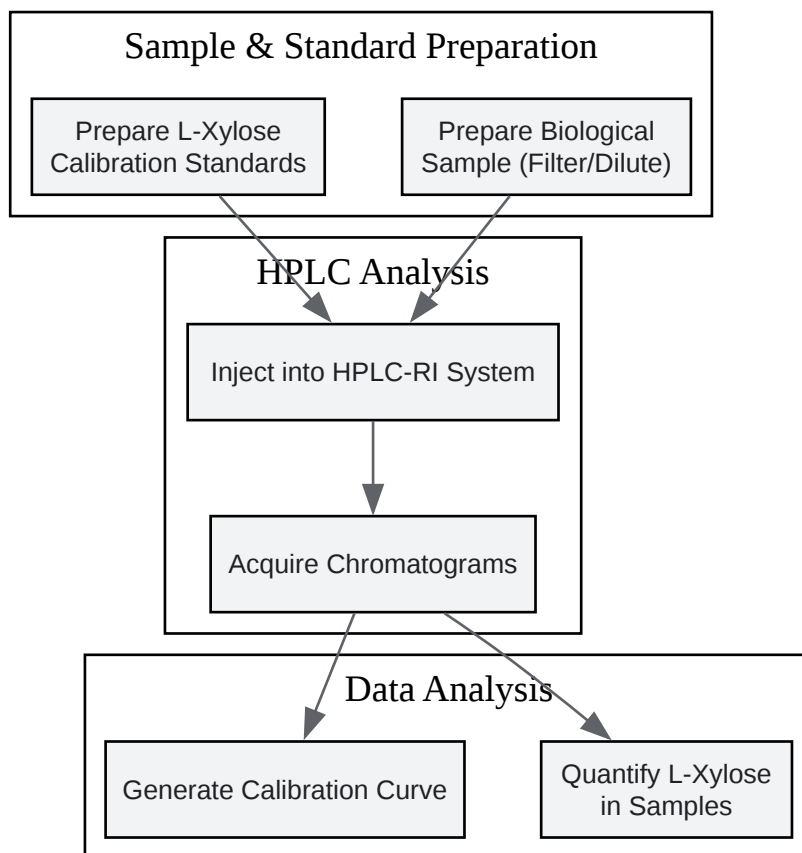 Sample & Standard Preparation
Prepare L-Xylose
Calibration Standards
Prepare Biological
Sample (Filter/Dilute)
HPLC Analysis
Inject into HPLC-RI System
Acquire Chromatograms
Data Analysis
Generate Calibration Curve
Quantify L-Xylose
in Samples